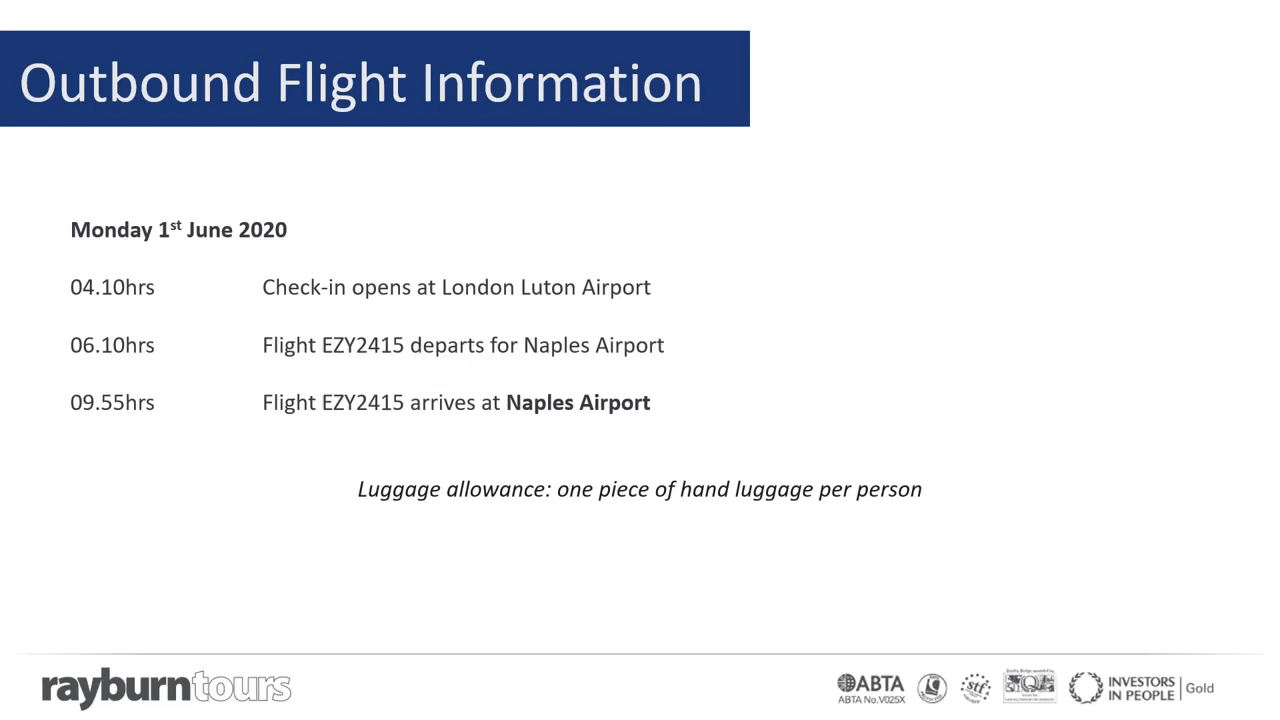 Outbound Flight Information
Monday 1st June 2020
04.10hrs Check-in opens at London Luton Airport
06.10hrs Flight EZY2415 departs for Naples Airport
09.55hrs Flight EZY2415 arrives at Naples Airport
Luggage allowance: one piece of hand luggage per person
rayburntours
ABTA
ABTA No.V025X
stf
INVESTORS
IN PEOPLE
Gold